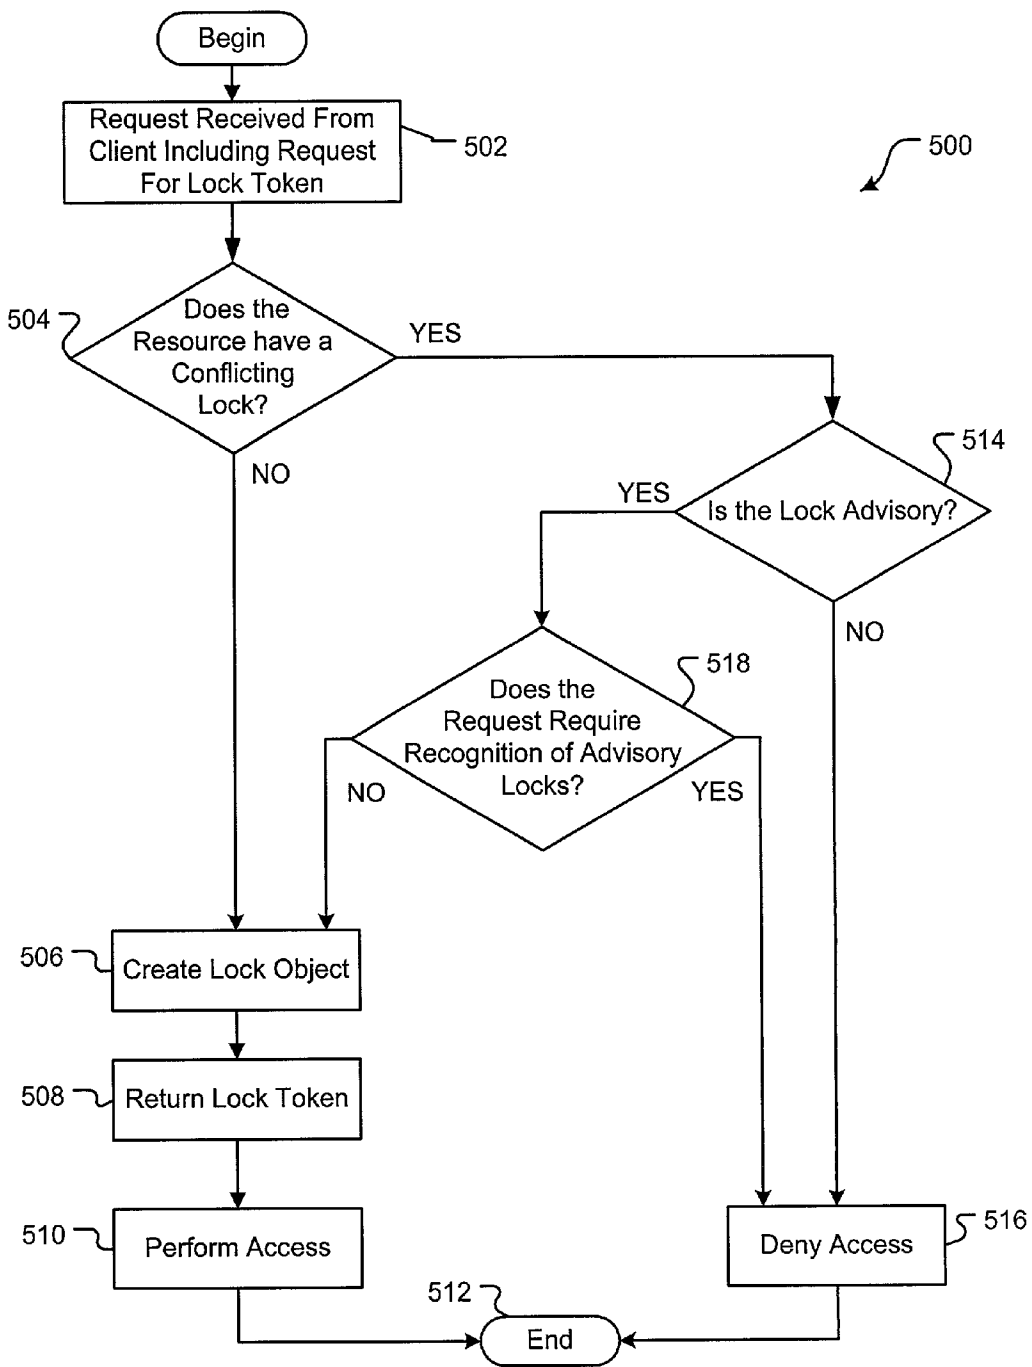 Begin
Request Received From
Client Including Request
For Lock Token
502
500
504
Does the
Resource have a
Conflicting
Lock?
YES
NO
514
Is the Lock Advisory?
YES
NO
518
Does the
Request Require
Recognition of Advisory
Locks?
NO
YES
506
Create Lock Object
508
Return Lock Token
510
Perform Access
516
Deny Access
512
End